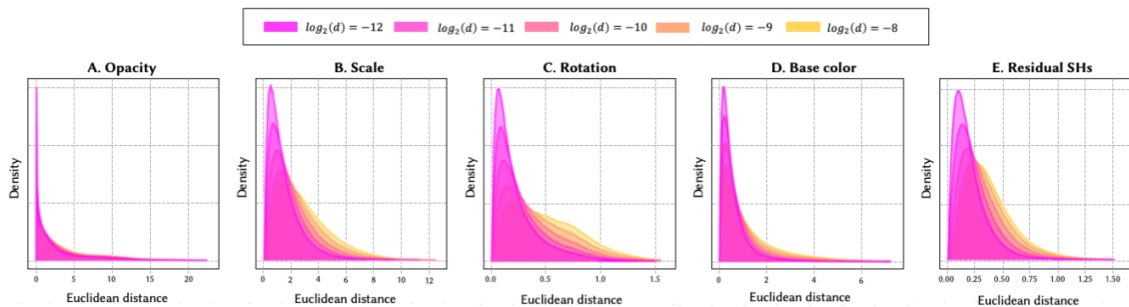 log₂(d) = −12 log₂(d) = −11 log₂(d) = −10 log₂(d) = −9 log₂(d) = −8
A. Opacity B. Scale C. Rotation D. Base color E. Residual SHs
Density Density Density Density Density
0 5 10 15 20 0 2 4 6 8 10 12 0.0 0.5 1.0 1.5 0 2 4 6 0.00 0.25 0.50 0.75 1.00 1.25 1.50
Euclidean distance Euclidean distance Euclidean distance Euclidean distance Euclidean distance